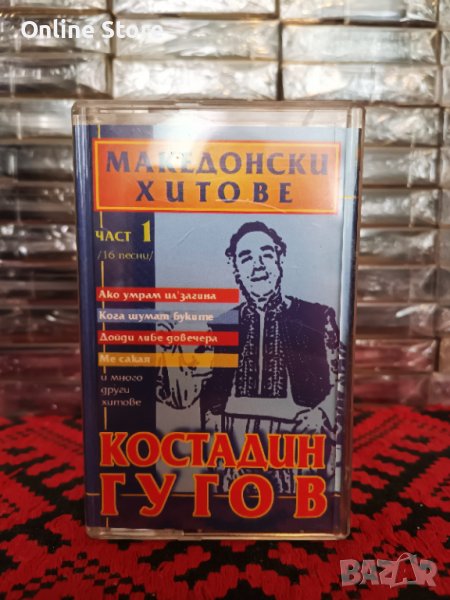 Online Store
МАКЕДОНСКИ
ХИТОВЕ
ЧАСТ 1
/16 песни/
Ако умрам ил'загина
Кога шумат буките
Дойди либе довечера
Ме сакая
и много
други
хитове
КОСТАДИН
ГУГОВ
BAZAR